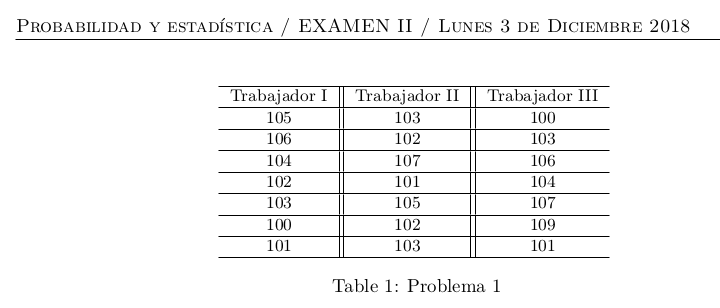 Probabilidad y estadística / EXAMEN II / Lunes 3 de Diciembre 2018
Trabajador I Trabajador II Trabajador III
105 103 100
106 102 103
104 107 106
102 101 104
103 105 107
100 102 109
101 103 101
Table 1: Problema 1